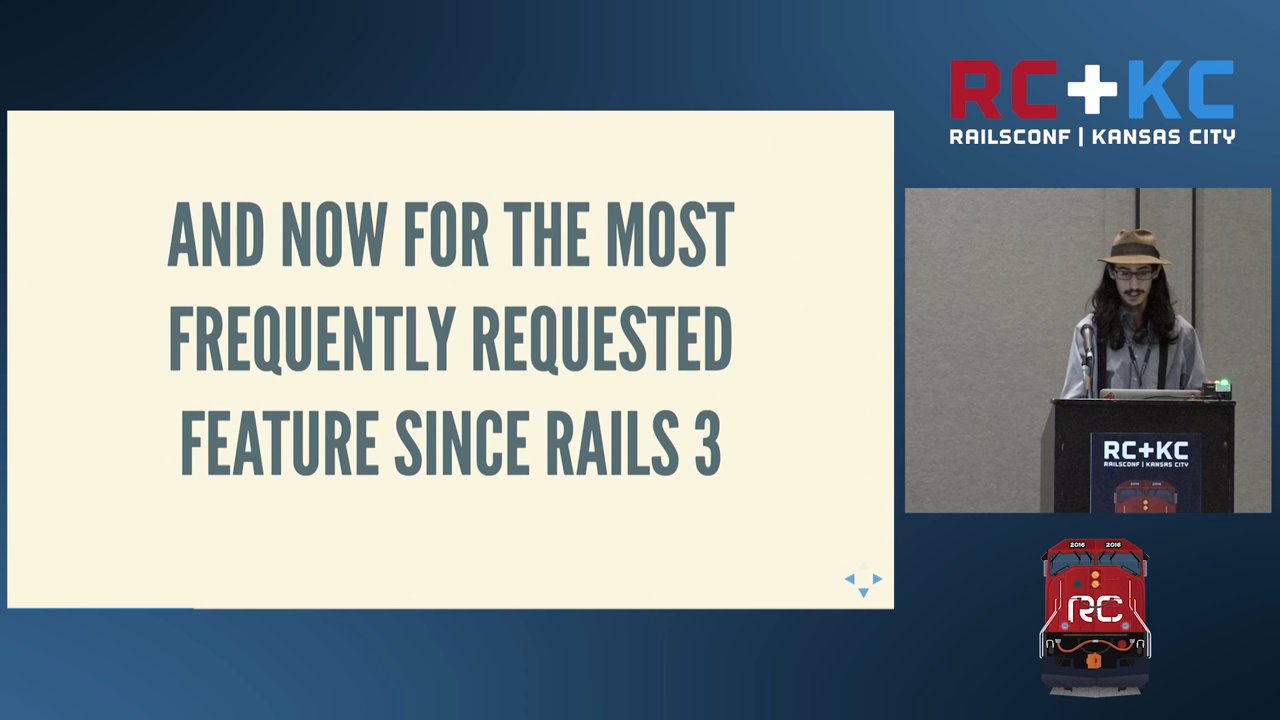 AND NOW FOR THE MOST
FREQUENTLY REQUESTED
FEATURE SINCE RAILS 3
RC+KC
RAILSCONF | KANSAS CITY
RC+KC
RAILSCONF | KANSAS CITY
2016 2016
RC